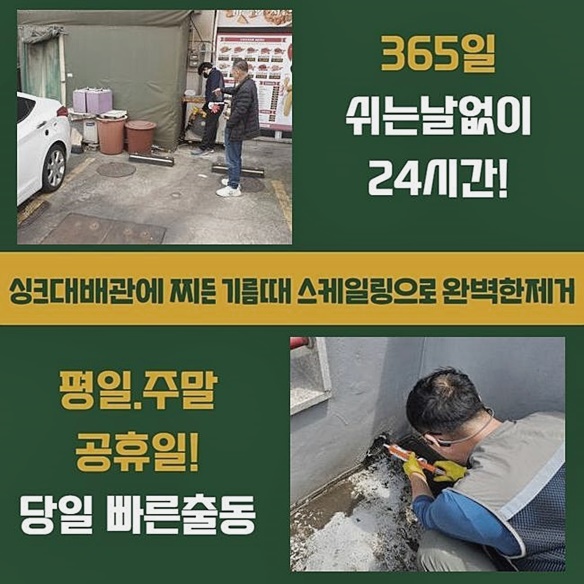 365일
쉬는날없이
24시간!
싱크대배관에 찌든 기름때 스케일링으로 완벽한제거
평일.주말
공휴일!
당일 빠른출동